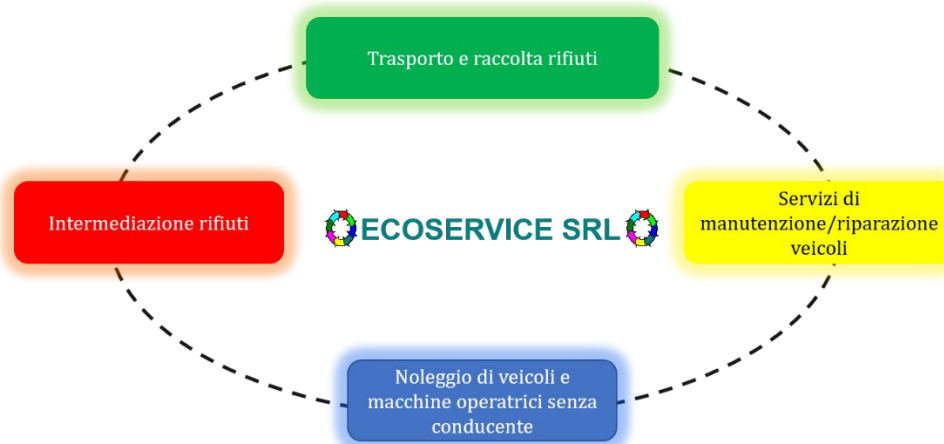 Trasporto e raccolta rifiuti
Intermediazione rifiuti
ECOSERVICE SRL
Servizi di
manutenzione/riparazione
veicoli
Noleggio di veicoli e
macchine operatrici senza
conducente